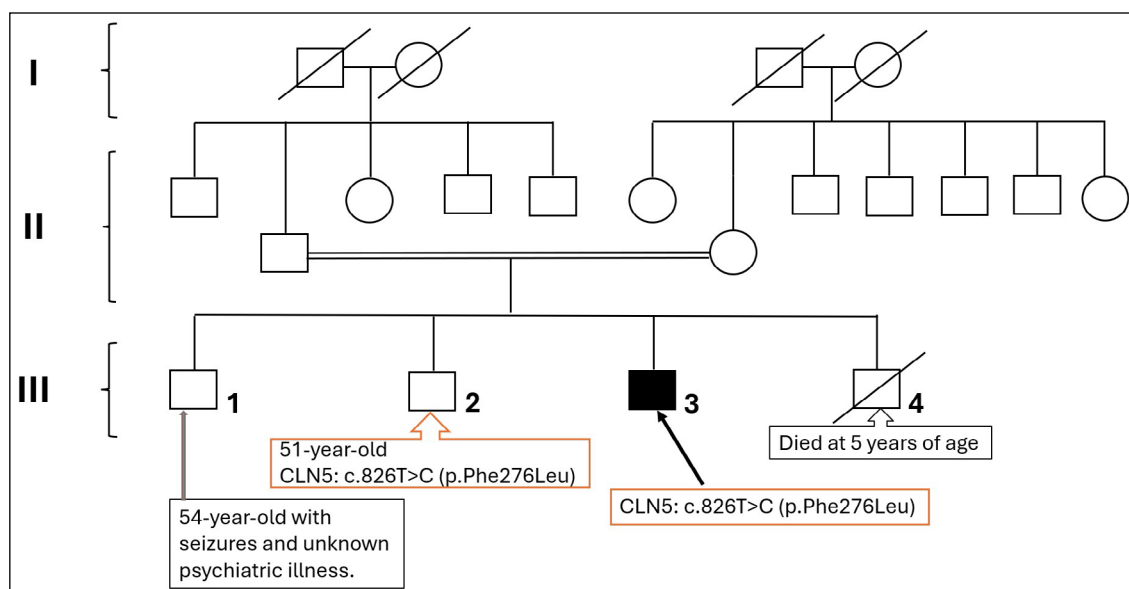 I
II
III
1
2
3
4
51-year-old
CLN5: c.826T>C (p.Phe276Leu)
Died at 5 years of age
CLN5: c.826T>C (p.Phe276Leu)
54-year-old with
seizures and unknown
psychiatric illness.